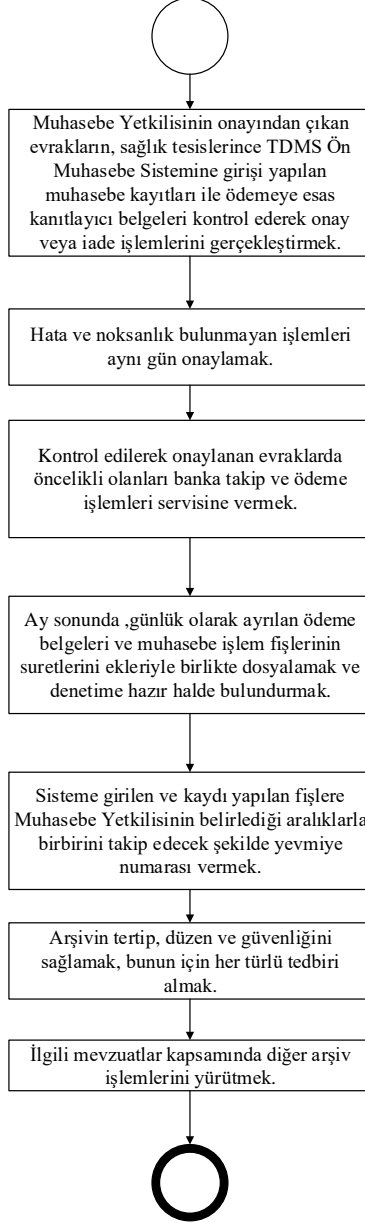 Muhasebe Yetkilisinin onayından çıkan
evrakların, sağlık tesislerince TDMS Ön
Muhasebe Sistemine girişi yapılan
muhasebe kayıtları ile ödemeye esas
kanıtlayıcı belgeleri kontrol ederek onay
veya iade işlemlerini gerçekleştirmek.
Hata ve noksanlık bulunmayan işlemleri
aynı gün onaylamak.
Kontrol edilerek onaylanan evraklarda
öncelikli olanları banka takip ve ödeme
işlemleri servisine vermek.
Ay sonunda ,günlük olarak ayrılan ödeme
belgeleri ve muhasebe işlem fişlerinin
suretlerini ekleriyle birlikte dosyalamak ve
denetime hazır halde bulundurmak.
Sisteme girilen ve kaydı yapılan fişlere
Muhasebe Yetkilisinin belirlediği aralıklarla
birbirini takip edecek şekilde yevmiye
numarası vermek.
Arşivin tertip, düzen ve güvenliğini
sağlamak, bunun için her türlü tedbiri
almak.
İlgili mevzuatlar kapsamında diğer arşiv
işlemlerini yürütmek.